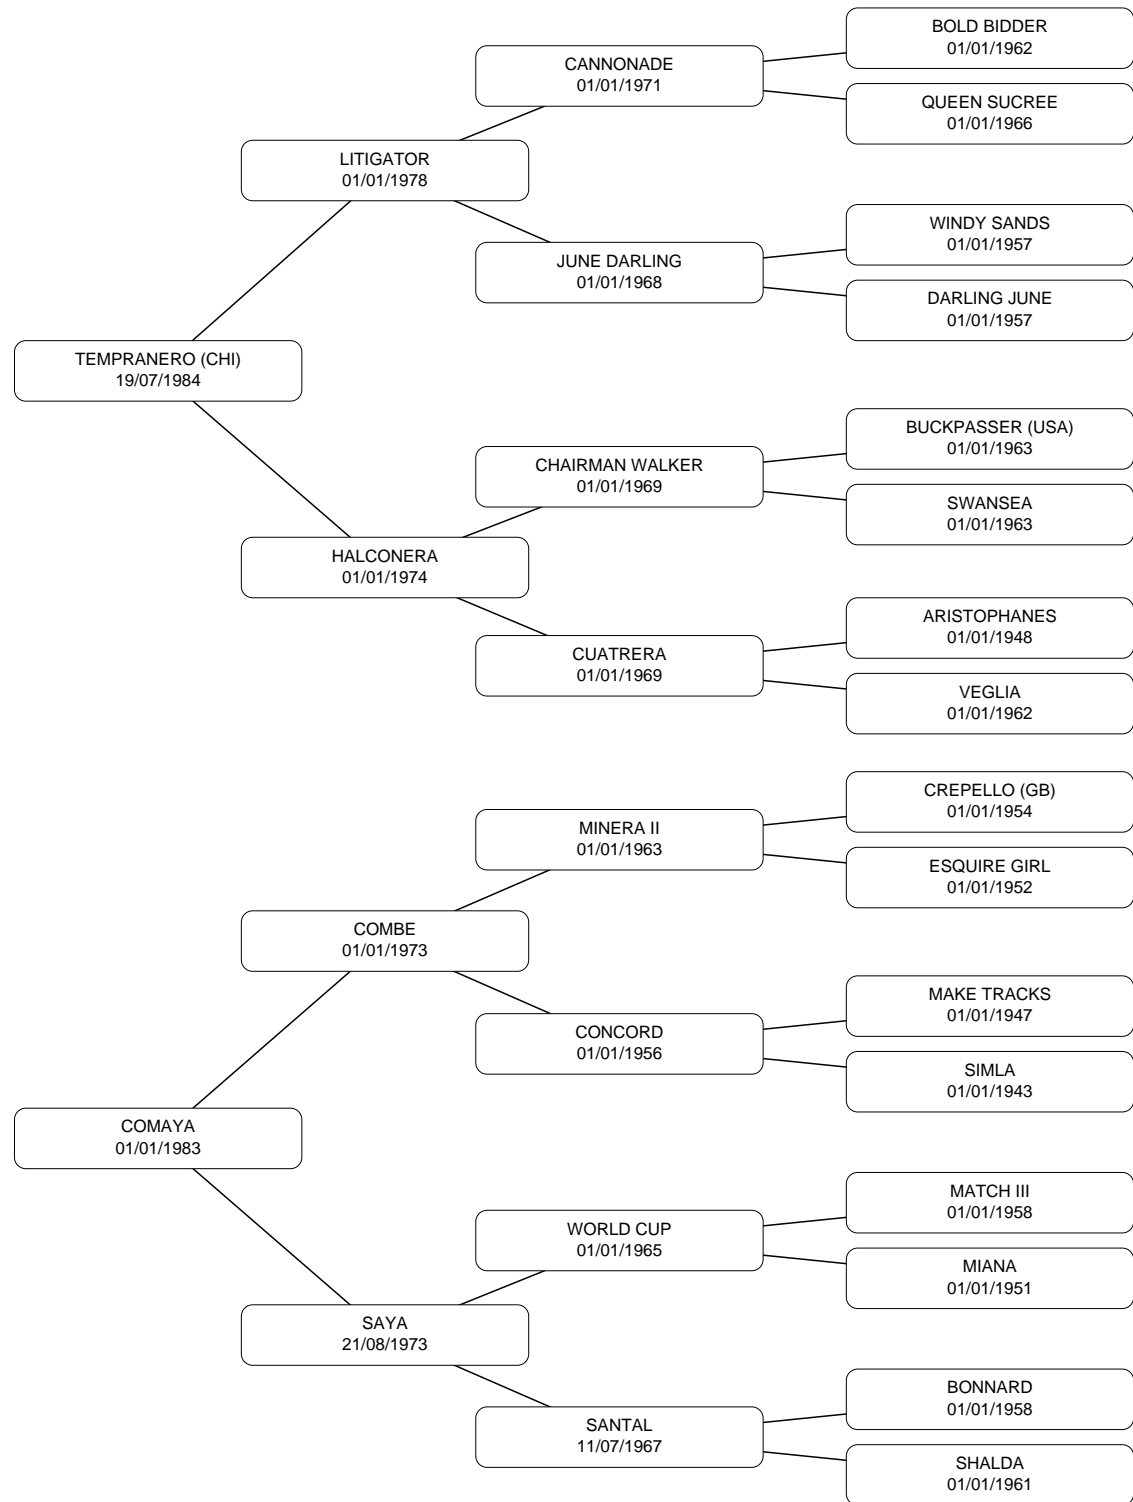 BOLD BIDDER
01/01/1962
CANNONADE
01/01/1971
QUEEN SUCREE
01/01/1966
LITIGATOR
01/01/1978
WINDY SANDS
01/01/1957
JUNE DARLING
01/01/1968
DARLING JUNE
01/01/1957
TEMPRANERO (CHI)
19/07/1984
BUCKPASSER (USA)
01/01/1963
CHAIRMAN WALKER
01/01/1969
SWANSEA
01/01/1963
HALCONERA
01/01/1974
ARISTOPHANES
01/01/1948
CUATRERA
01/01/1969
VEGLIA
01/01/1962
CREPELLO (GB)
01/01/1954
MINERA II
01/01/1963
ESQUIRE GIRL
01/01/1952
COMBE
01/01/1973
MAKE TRACKS
01/01/1947
CONCORD
01/01/1956
SIMLA
01/01/1943
COMAYA
01/01/1983
MATCH III
01/01/1958
WORLD CUP
01/01/1965
MIANA
01/01/1951
SAYA
21/08/1973
BONNARD
01/01/1958
SANTAL
11/07/1967
SHALDA
01/01/1961